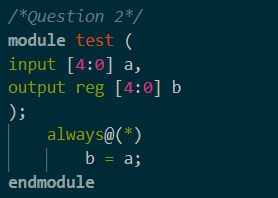 /*Question 2*/
module test (
input [4:0] a,
output reg [4:0] b
);
    always@(*)
        b = a;
endmodule